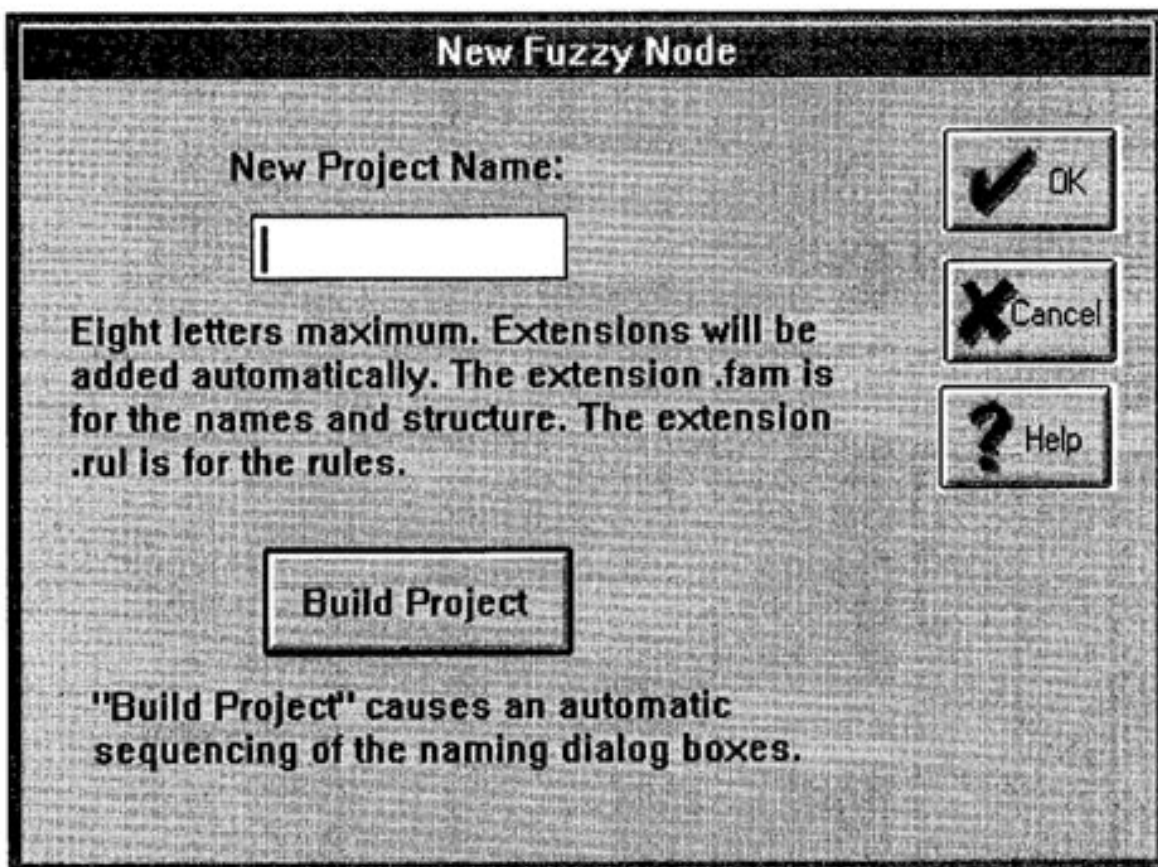 New Fuzzy Node
New Project Name:
OK
Cancel
Help
Eight letters maximum. Extensions will be
added automatically. The extension .fam is
for the names and structure. The extension
.rul is for the rules.
Build Project
"Build Project" causes an automatic
sequencing of the naming dialog boxes.